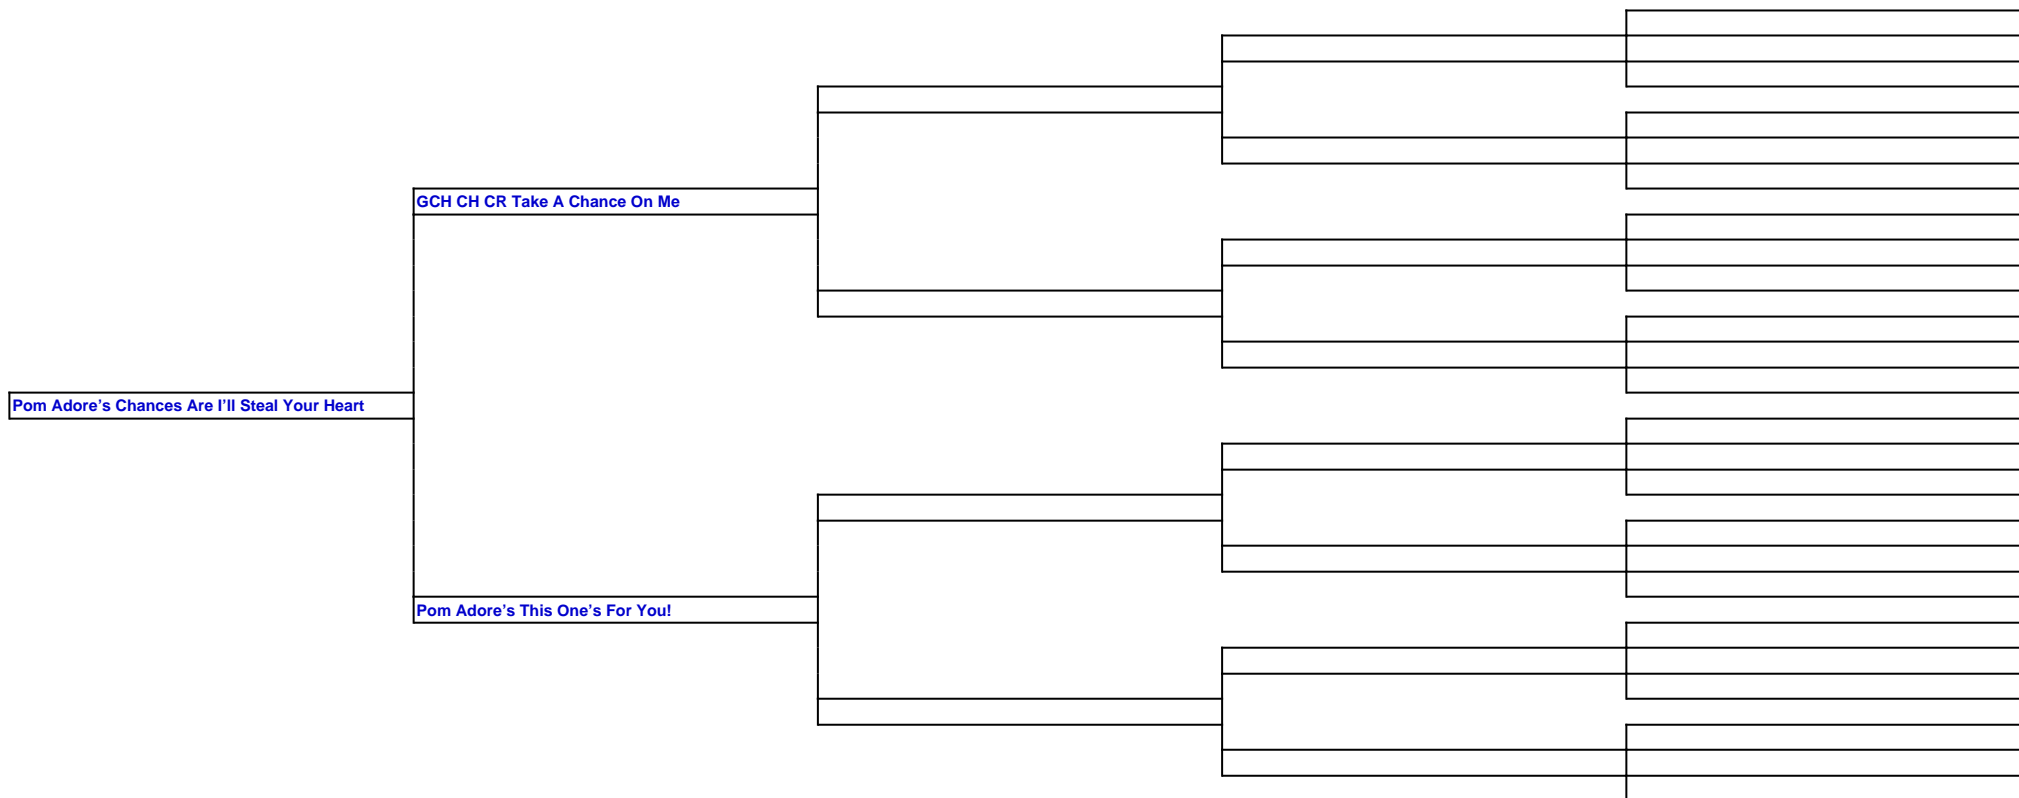 GCH CH CR Take A Chance On Me
Pom Adore’s Chances Are I’ll Steal Your Heart
Pom Adore’s This One’s For You!